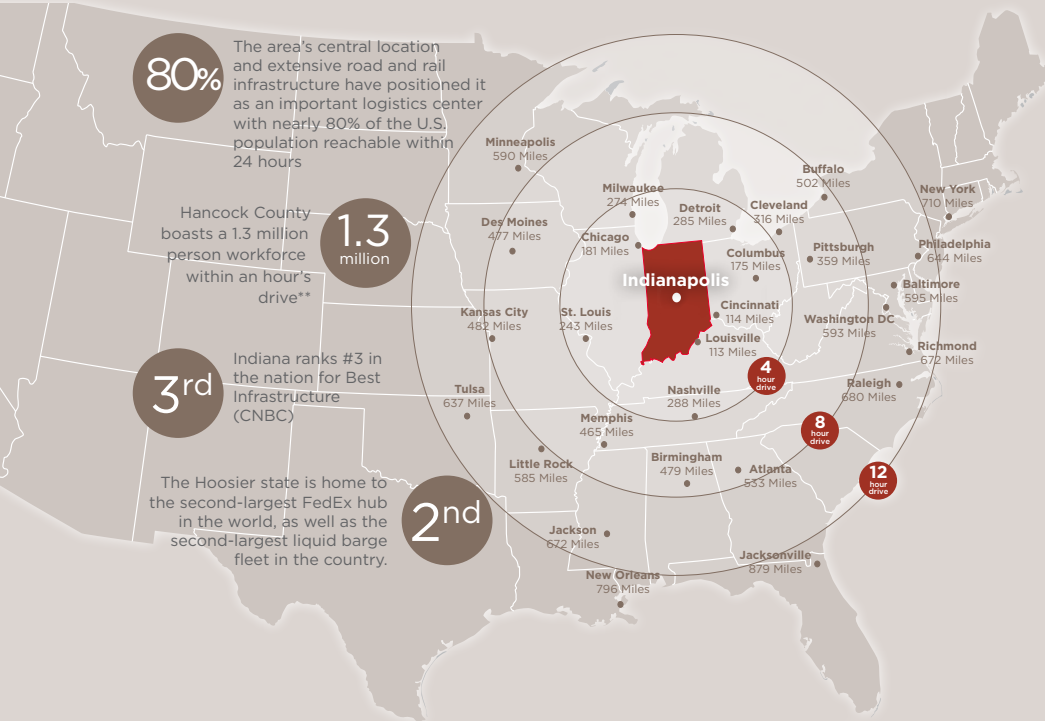 80%
The area’s central location
and extensive road and rail
infrastructure have positioned it
as an important logistics center
with nearly 80% of the U.S.
population reachable within
24 hours
Hancock County
boasts a 1.3 million
person workforce
within an hour’s
drive**
1.3
million
3rd
Indiana ranks #3 in
the nation for Best
Infrastructure
(CNBC)
The Hoosier state is home to
the second-largest FedEx hub
in the world, as well as the
second-largest liquid barge
fleet in the country.
2nd
Minneapolis
590 Miles
Milwaukee
274 Miles
Detroit
285 Miles
Cleveland
316 Miles
Buffalo
502 Miles
New York
710 Miles
Des Moines
477 Miles
Chicago
181 Miles
Columbus
175 Miles
Pittsburgh
359 Miles
Philadelphia
644 Miles
Indianapolis
Baltimore
595 Miles
Kansas City
482 Miles
St. Louis
243 Miles
Cincinnati
114 Miles
Washington DC
593 Miles
Louisville
113 Miles
Richmond
672 Miles
4
hour
drive
Tulsa
637 Miles
Nashville
288 Miles
Raleigh
680 Miles
Memphis
465 Miles
8
hour
drive
Little Rock
585 Miles
Birmingham
479 Miles
Atlanta
533 Miles
12
hour
drive
Jackson
672 Miles
Jacksonville
879 Miles
New Orleans
796 Miles